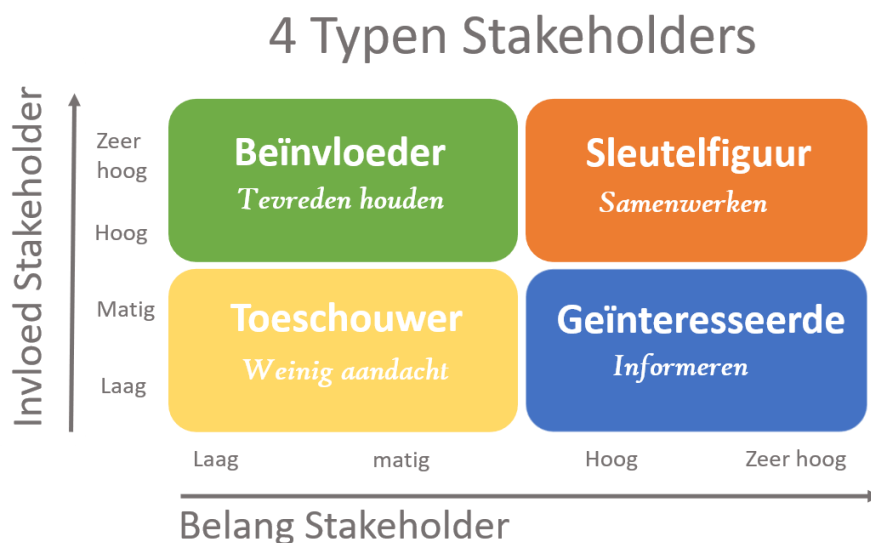 4 Typen Stakeholders
Invloed Stakeholder
Zeer
hoog
Hoog
Matig
Laag
Beïnvloeder
Tevreden houden
Sleutelfiguur
Samenwerken
Toeschouwer
Weinig aandacht
Geïnteresseerde
Informeren
Laag
matig
Hoog
Zeer hoog
Belang Stakeholder